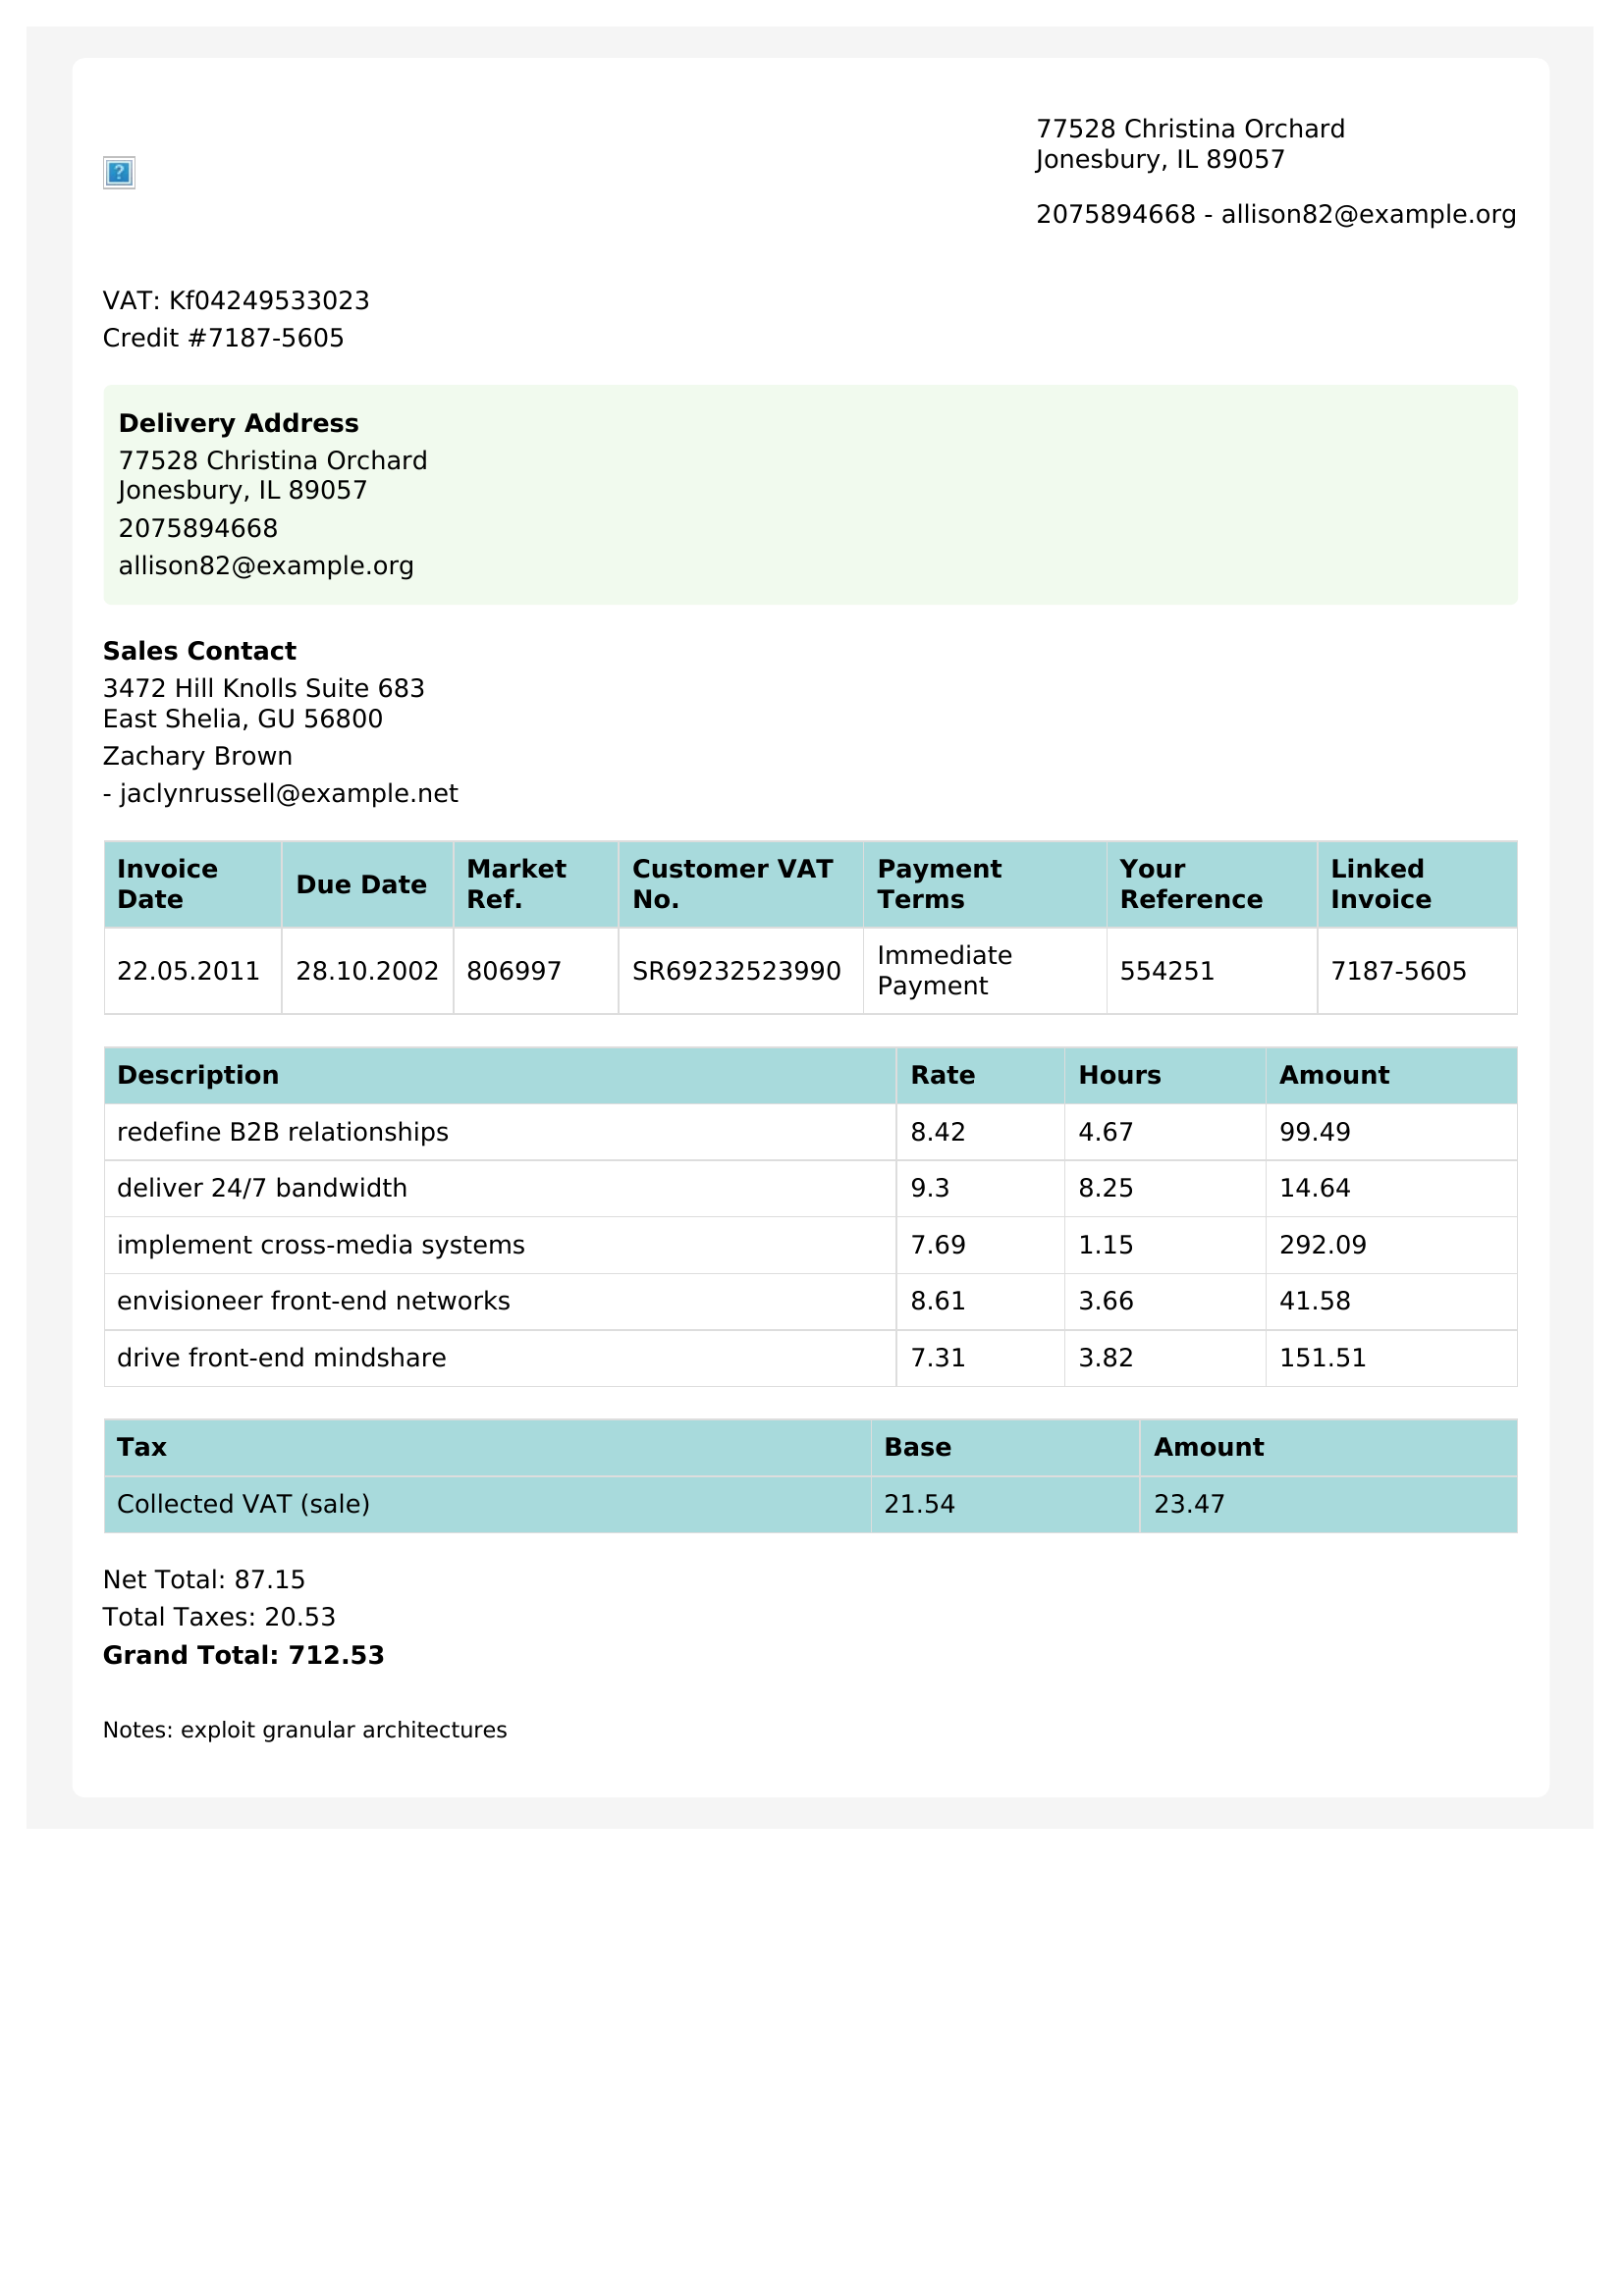 77528 Christina Orchard
Jonesbury, IL 89057
2075894668 - allison82@example.org
VAT: Kf04249533023
Credit #7187-5605
Delivery Address
77528 Christina Orchard
Jonesbury, IL 89057
2075894668
allison82@example.org
Sales Contact
3472 Hill Knolls Suite 683
East Shelia, GU 56800
Zachary Brown
- jaclynrussell@example.net
Invoice Date Due Date Market Ref. Customer VAT No. Payment Terms Your Reference Linked Invoice
22.05.2011 28.10.2002 806997 SR69232523990 Immediate Payment 554251 7187-5605
Description Rate Hours Amount
redefine B2B relationships 8.42 4.67 99.49
deliver 24/7 bandwidth 9.3 8.25 14.64
implement cross-media systems 7.69 1.15 292.09
envisioneer front-end networks 8.61 3.66 41.58
drive front-end mindshare 7.31 3.82 151.51
Tax Base Amount
Collected VAT (sale) 21.54 23.47
Net Total: 87.15
Total Taxes: 20.53
Grand Total: 712.53
Notes: exploit granular architectures